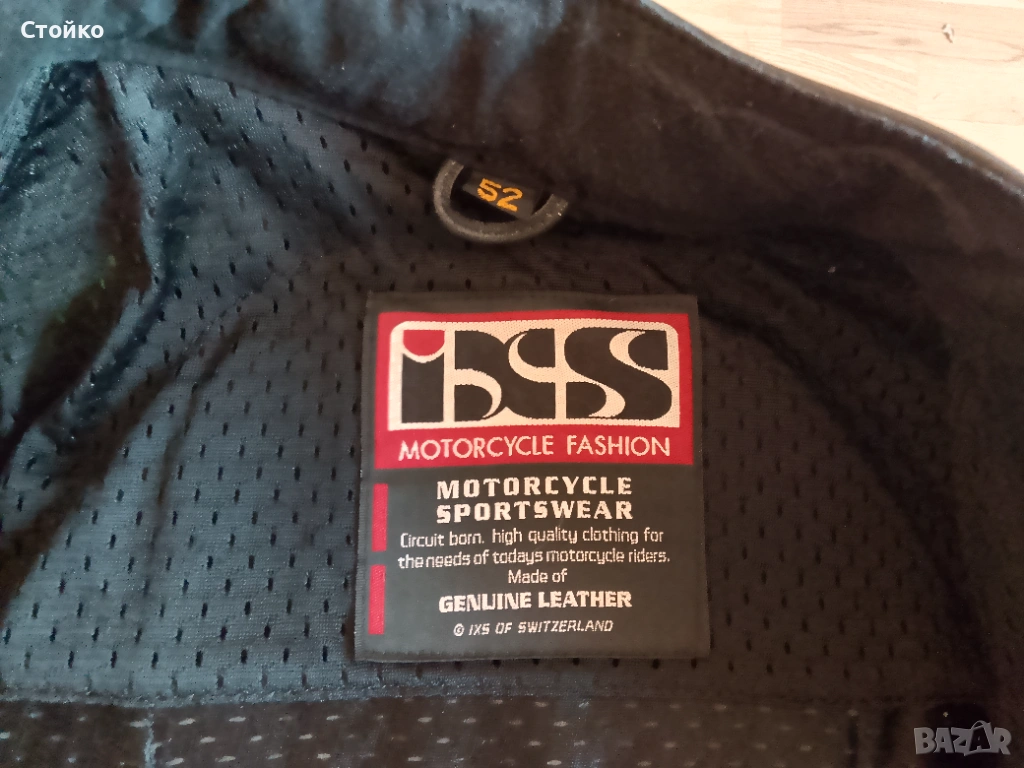 Стойко
52
ixs
MOTORCYCLE FASHION
MOTORCYCLE
SPORTSWEAR
Circuit born. high quality clothing for
the needs of todays motorcycle riders.
Made of
GENUINE LEATHER
© IXS OF SWITZERLAND
BAZAR